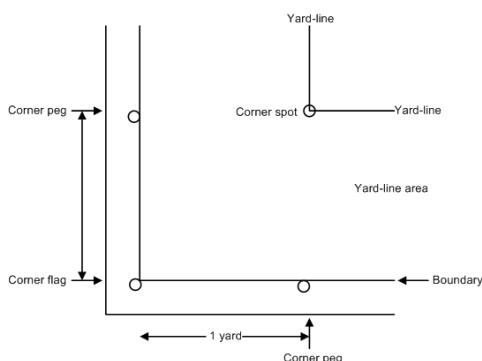 Yard-line
Corner peg
Corner spot
Yard-line
Yard-line area
Corner flag
Boundary
1 yard
Corner peg